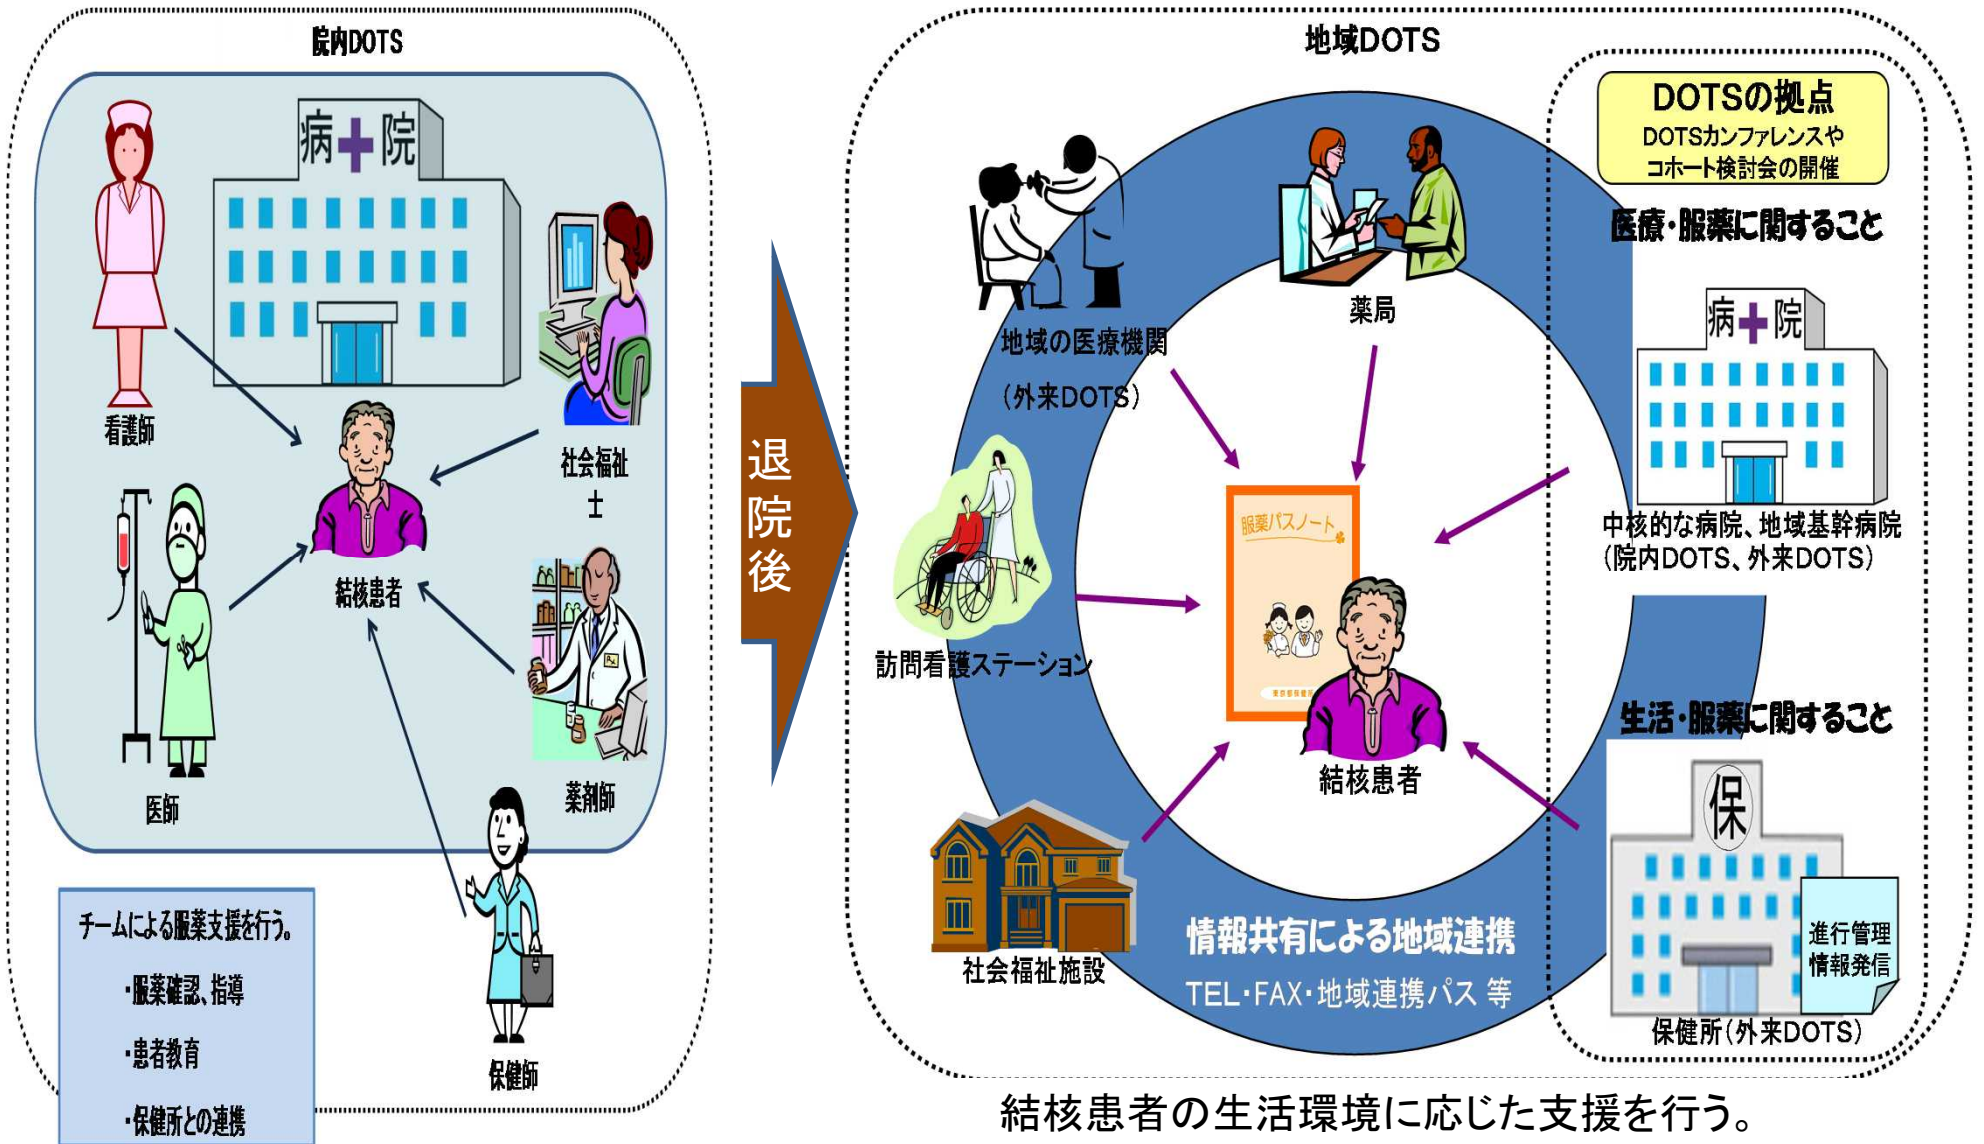 院内DOTS
病院
看護師
社会福祉
士
結核患者
医師
薬剤師
保健師
チームによる服薬支援を行う。
・服薬確認、指導
・患者教育
・保健所との連携
退
院
後
地域DOTS
DOTSの拠点
DOTSカンファレンスや
コホート検討会の開催
医療・服薬に関すること
薬局
地域の医療機関
(外来DOTS)
病院
中核的な病院、地域基幹病院
(院内DOTS、外来DOTS)
服薬パスノート
訪問看護ステーション
結核患者
生活・服薬に関すること
保
進行管理
情報発信
保健所(外来DOTS)
社会福祉施設
情報共有による地域連携
TEL・FAX・地域連携パス 等
結核患者の生活環境に応じた支援を行う。